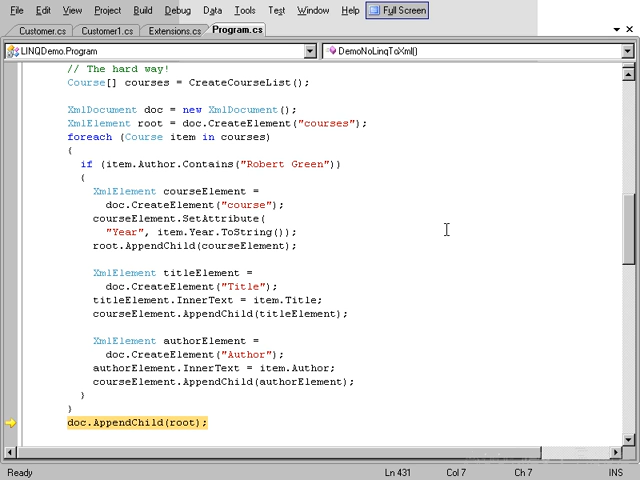 File Edit View Project Build Debug Data Tools Test Window Help Full Screen
Customer.cs Customer1.cs Extensions.cs Program.cs
LINQDemo.Program DemoNoLinqToXml()
// The hard way!
Course[] courses = CreateCourseList();
XmlDocument doc = new XmlDocument();
XmlElement root = doc.CreateElement("courses");
foreach (Course item in courses)
{
if (item.Author.Contains("Robert Green"))
{
XmlElement courseElement =
doc.CreateElement("course");
courseElement.SetAttribute(
"Year", item.Year.ToString());
root.AppendChild(courseElement);
XmlElement titleElement =
doc.CreateElement("Title");
titleElement.InnerText = item.Title;
courseElement.AppendChild(titleElement);
XmlElement authorElement =
doc.CreateElement("Author");
authorElement.InnerText = item.Author;
courseElement.AppendChild(authorElement);
}
}
doc.AppendChild(root);
Ready Ln 431 Col 7 Ch 7 INS